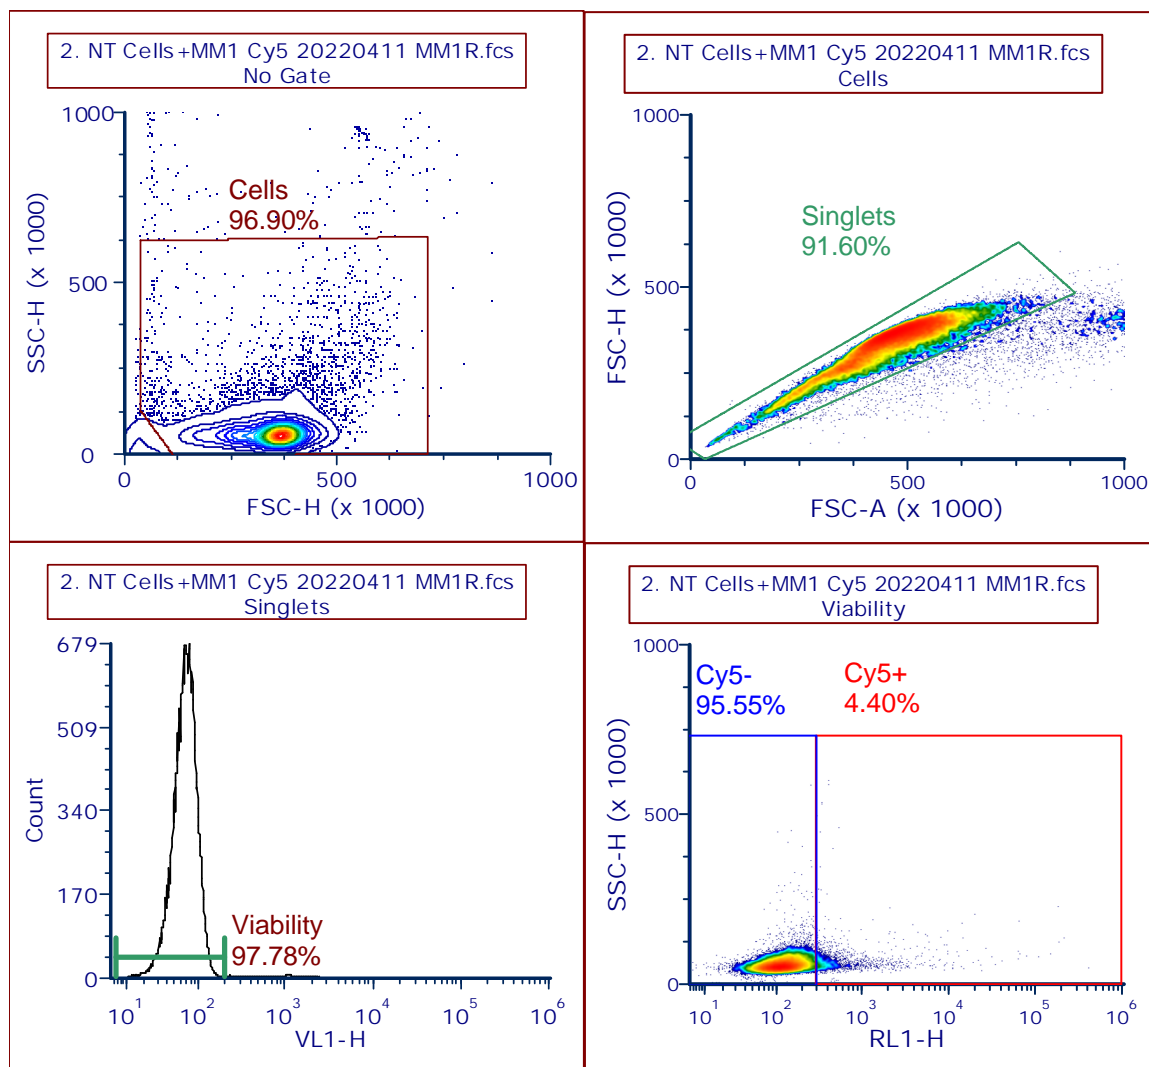 2. NT Cells+MM1 Cy5 20220411 MM1R.fcs
No Gate
1000
500
0
SSC-H (x 1000)
Cells
96.90%
0
500
1000
FSC-H (x 1000)
2. NT Cells+MM1 Cy5 20220411 MM1R.fcs
Cells
1000
500
0
FSC-H (x 1000)
Singlets
91.60%
0
500
1000
FSC-A (x 1000)
2. NT Cells+MM1 Cy5 20220411 MM1R.fcs
Singlets
679
509
340
170
0
Count
Viability
97.78%
10^1
10^2
10^3
10^4
10^5
10^6
VL1-H
2. NT Cells+MM1 Cy5 20220411 MM1R.fcs
Viability
1000
500
0
SSC-H (x 1000)
Cy5-
95.55%
Cy5+
4.40%
10^1
10^2
10^3
10^4
10^5
10^6
RL1-H